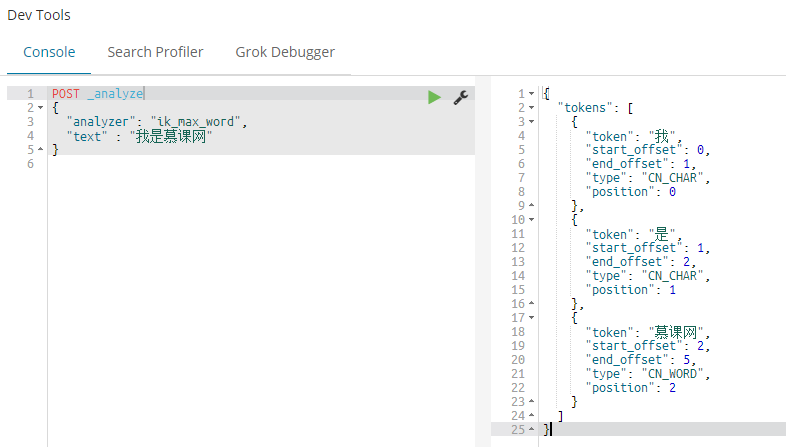 Dev Tools
Console Search Profiler Grok Debugger
1 POST _analyze
2 {
3 "analyzer": "ik_max_word",
4 "text" : "我是慕课网"
5 }
6
1 {
2 "tokens": [
3 {
4 "token": "我",
5 "start_offset": 0,
6 "end_offset": 1,
7 "type": "CN_CHAR",
8 "position": 0
9 },
10 {
11 "token": "是",
12 "start_offset": 1,
13 "end_offset": 2,
14 "type": "CN_CHAR",
15 "position": 1
16 },
17 {
18 "token": "慕课网",
19 "start_offset": 2,
20 "end_offset": 5,
21 "type": "CN_WORD",
22 "position": 2
23 }
24 ]
25 }